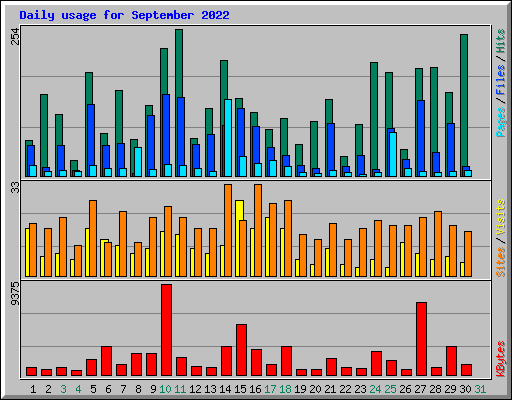 Daily usage for September 2022
254
Pages / Files / Hits
33
Sites / Visits
9375
KBytes
1 2 3 4 5 6 7 8 9 10 11 12 13 14 15 16 17 18 19 20 21 22 23 24 25 26 27 28 29 30 31